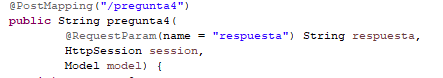 @PostMapping("/pregunta4")
public String pregunta4(
@RequestParam(name = "respuesta") String respuesta,
HttpSession session,
Model model) {